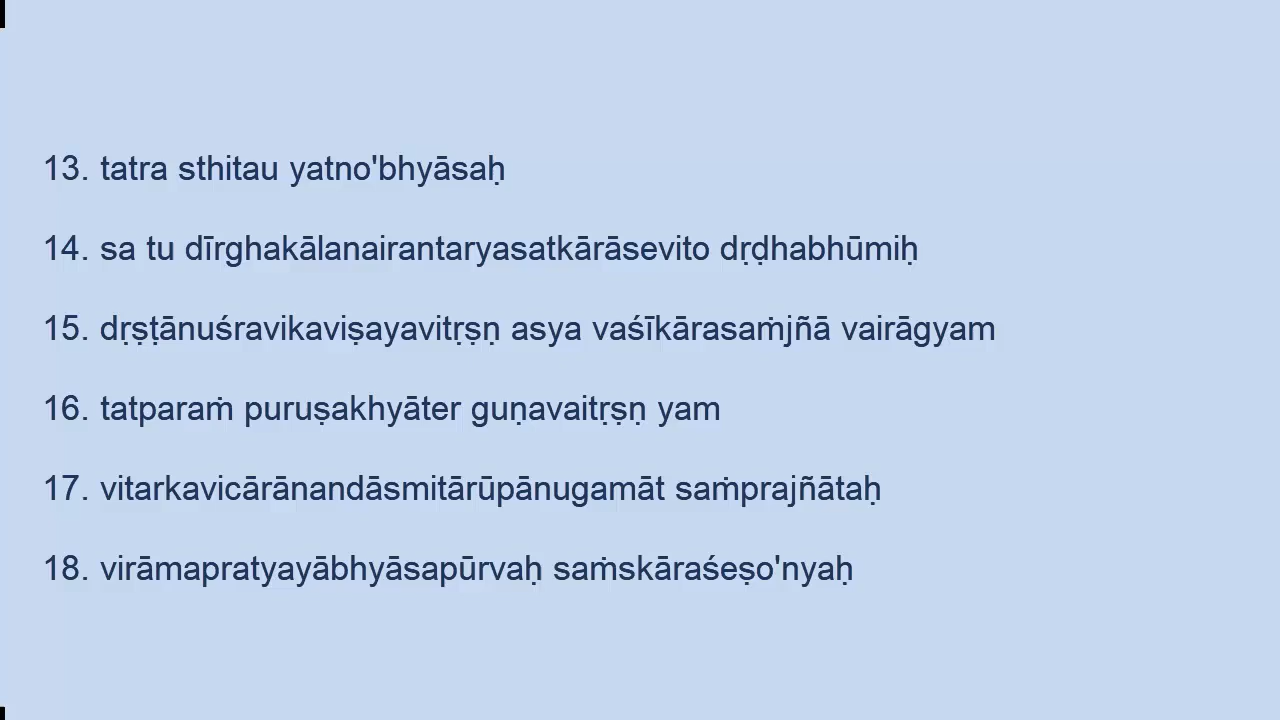 13. tatra sthitau yatno'bhyāsaḥ
14. sa tu dīrghakālanairantaryasatkārāsevito dṛḍhabhūmiḥ
15. dṛṣṭānuśravikaviṣayavitṛṣṇ asya vaśīkārasaṁjñā vairāgyam
16. tatparaṁ puruṣakhyāter guṇavaitṛṣṇ yam
17. vitarkavicārānandāsmitārūpānugamāt saṁprajñātaḥ
18. virāmapratyayābhyāsapūrvaḥ saṁskāraśeṣo'nyaḥ